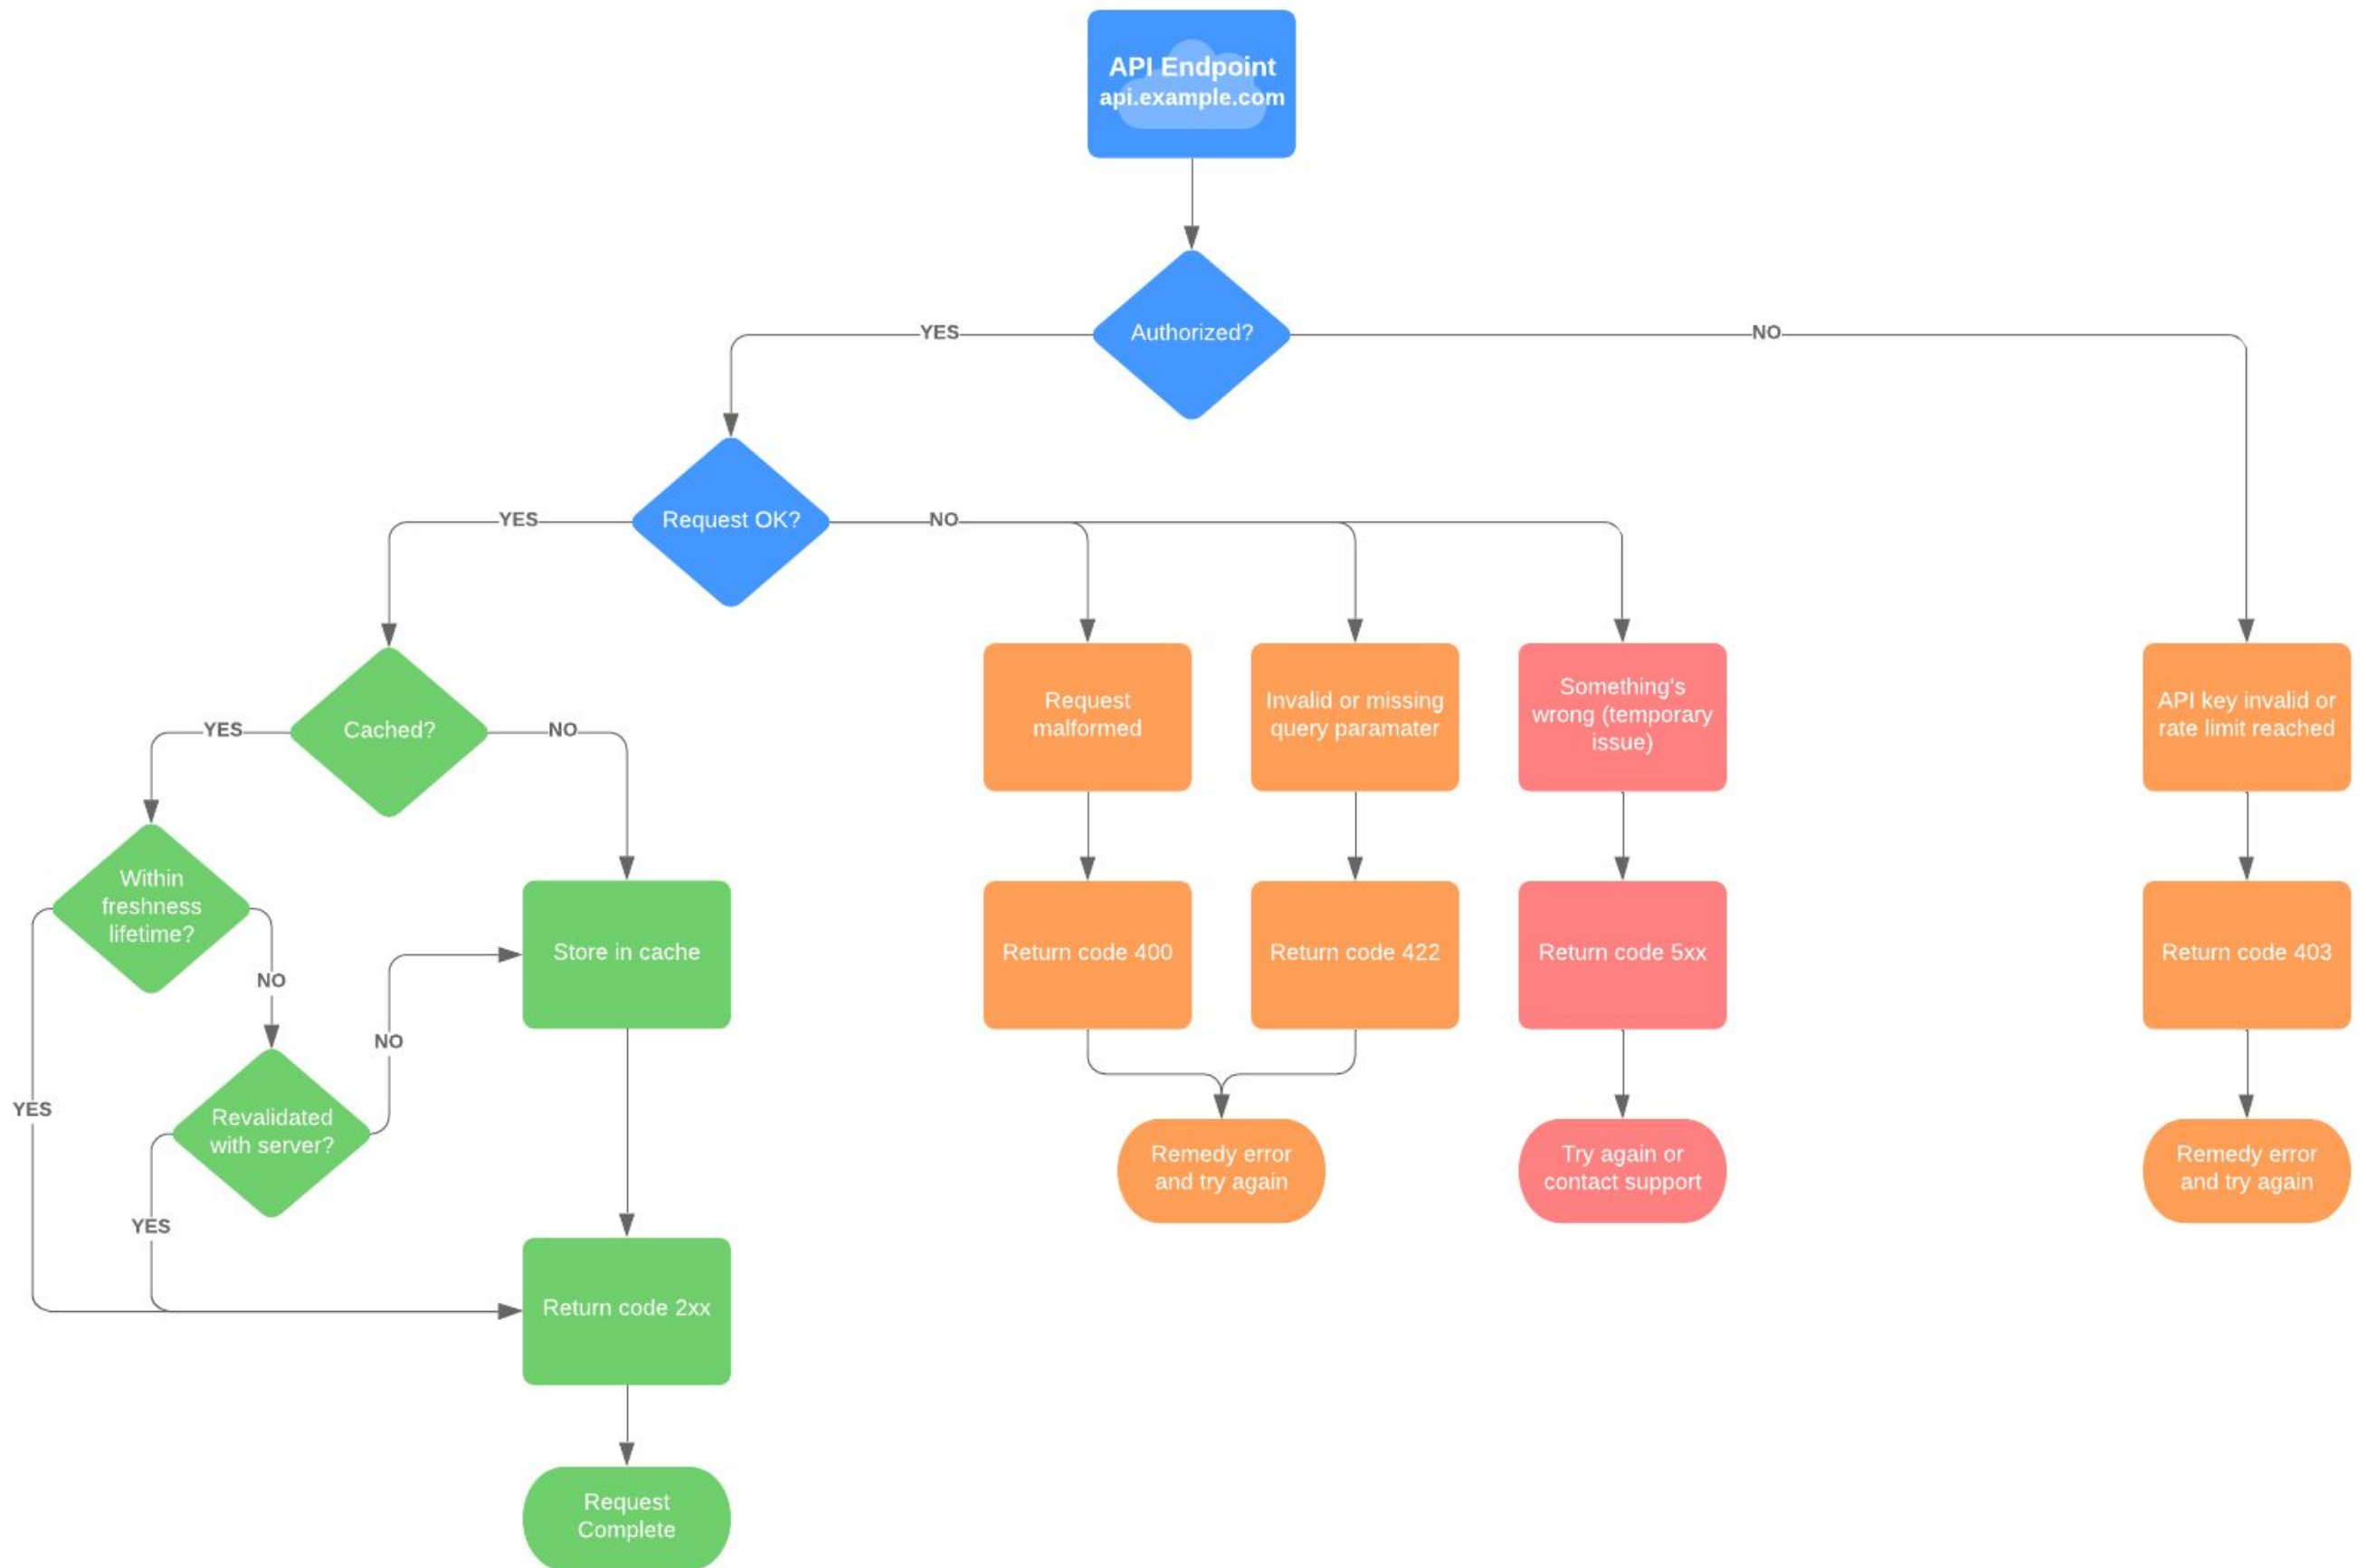 API Endpoint
api.example.com
Authorized?
YES
NO
Request OK?
YES
NO
Cached?
YES
NO
Request
malformed
Invalid or missing
query paramater
Something's
wrong (temporary
issue)
API key invalid or
rate limit reached
Within
freshness
lifetime?
YES
NO
Store in cache
Return code 400
Return code 422
Return code 5xx
Return code 403
Revalidated
with server?
NO
YES
Remedy error
and try again
Try again or
contact support
Remedy error
and try again
Return code 2xx
Request
Complete